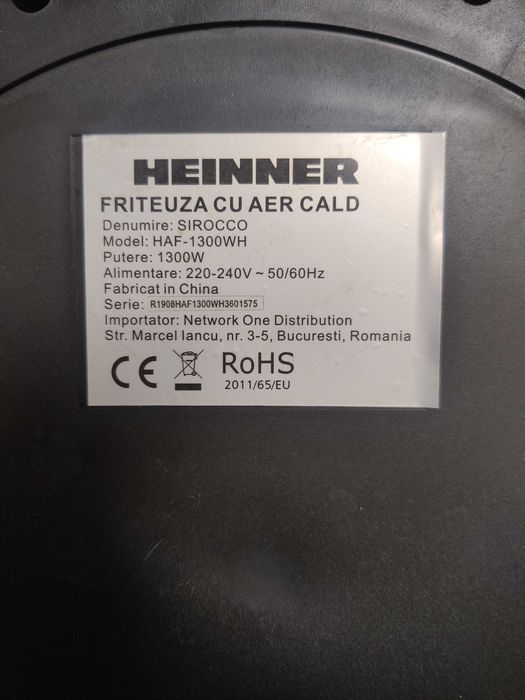 HEINNER
FRITEUZA CU AER CALD
Denumire: SIROCCO
Model: HAF-1300WH
Putere: 1300W
Alimentare: 220-240V ~ 50/60Hz
Fabricat in China
Serie: R1908HAF1300WH3601575
Importator: Network One Distribution
Str. Marcel Iancu, nr. 3-5, Bucuresti, Romania
CE RoHS
2011/65/EU